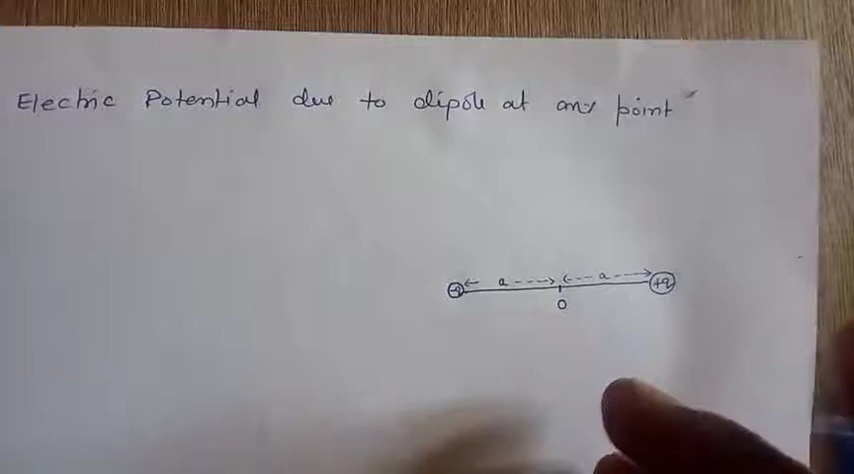 Electric Potential due to dipole at any point
-q a a +q
O